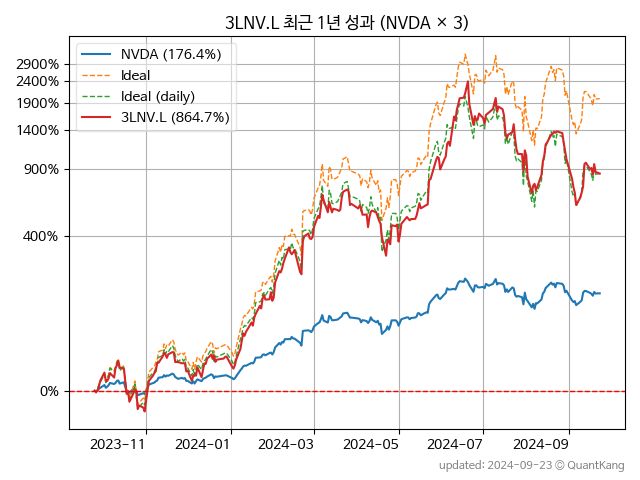 3LNV.L 최근 1년 성과 (NVDA × 3)
NVDA (176.4%)
Ideal
Ideal (daily)
3LNV.L (864.7%)
2900%
2400%
1900%
1400%
900%
400%
0%
2023-11 2024-01 2024-03 2024-05 2024-07 2024-09
updated: 2024-09-23 © QuantKang